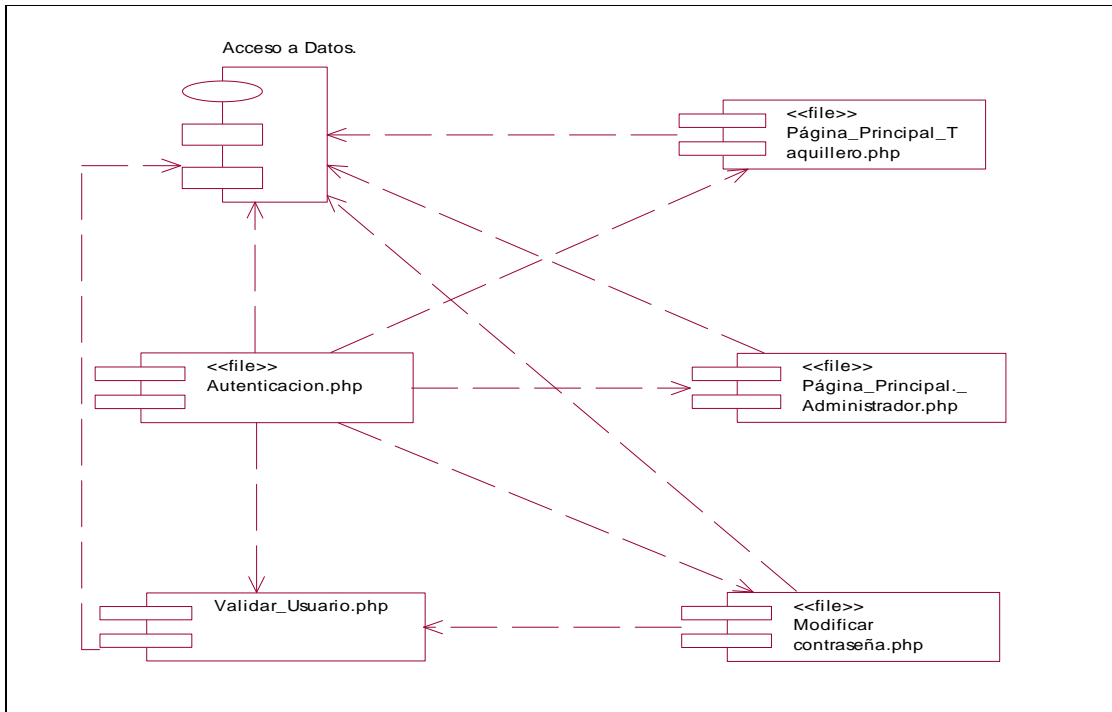 Acceso a Datos.
<<file>>
Página_Principal_T
aquillero.php
<<file>>
Autenticacion.php
<<file>>
Página_Principal._
Administrador.php
Validar_Usuario.php
<<file>>
Modificar
contraseña.php